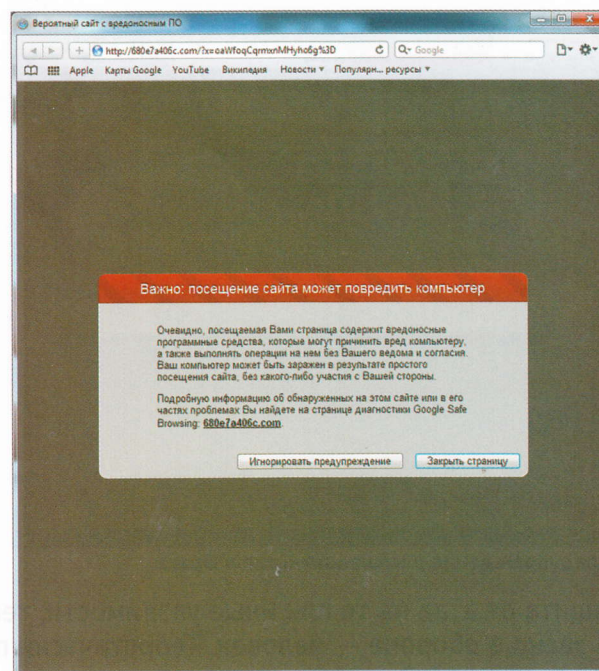 Вероятный сайт с вредоносным ПО
http://680e7a406c.com/?x=oaWfoqCqrmxnMHyho6g%3D
Google
Apple Карты Google YouTube Википедия Новости Популярн... ресурсы
Важно: посещение сайта может повредить компьютер
Очевидно, посещаемая Вами страница содержит вредоносные
программные средства, которые могут причинить вред компьютеру,
а также выполнять операции на нем без Вашего ведома и согласия.
Ваш компьютер может быть заражен в результате простого
посещения сайта, без какого-либо участия с Вашей стороны.
Подробную информацию об обнаруженных на этом сайте или в его
частях проблемах Вы найдете на странице диагностики Google Safe
Browsing: 680e7a406c.com.
Игнорировать предупреждение Закрыть страницу